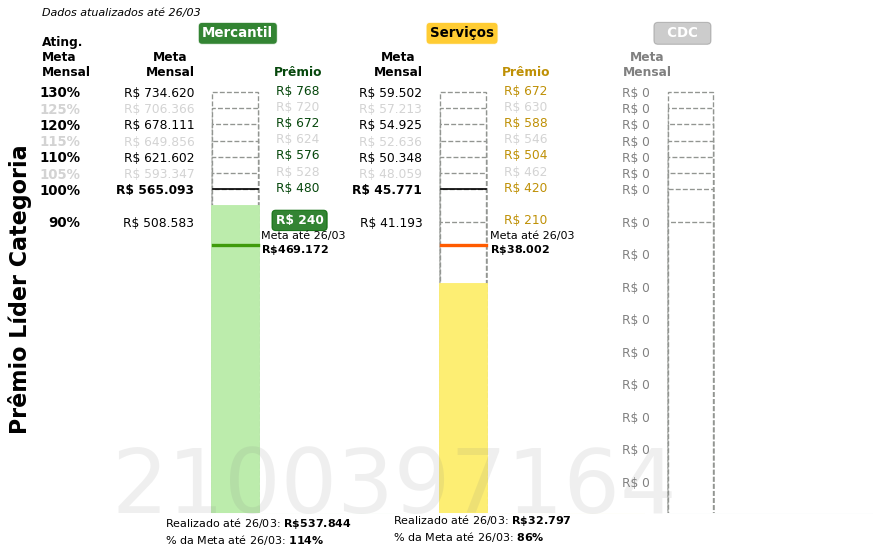 Dados atualizados até 26/03
Mercantil
Serviços
CDC
Ating.
Meta
Mensal
Meta
Mensal
Prêmio
Meta
Mensal
Prêmio
Meta
Mensal
130% R$ 734.620 R$ 768 R$ 59.502 R$ 672 R$ 0
125% R$ 706.366 R$ 720 R$ 57.213 R$ 630 R$ 0
120% R$ 678.111 R$ 672 R$ 54.925 R$ 588 R$ 0
115% R$ 649.856 R$ 624 R$ 52.636 R$ 546 R$ 0
110% R$ 621.602 R$ 576 R$ 50.348 R$ 504 R$ 0
105% R$ 593.347 R$ 528 R$ 48.059 R$ 462 R$ 0
100% R$ 565.093 R$ 480 R$ 45.771 R$ 420 R$ 0
90% R$ 508.583 R$ 240 R$ 41.193 R$ 210 R$ 0
Meta até 26/03
R$469.172
Meta até 26/03
R$38.002
R$ 0
R$ 0
R$ 0
R$ 0
R$ 0
R$ 0
R$ 0
R$ 0
Prêmio Líder Categoria
2100397164
Realizado até 26/03: R$537.844
% da Meta até 26/03: 114%
Realizado até 26/03: R$32.797
% da Meta até 26/03: 86%